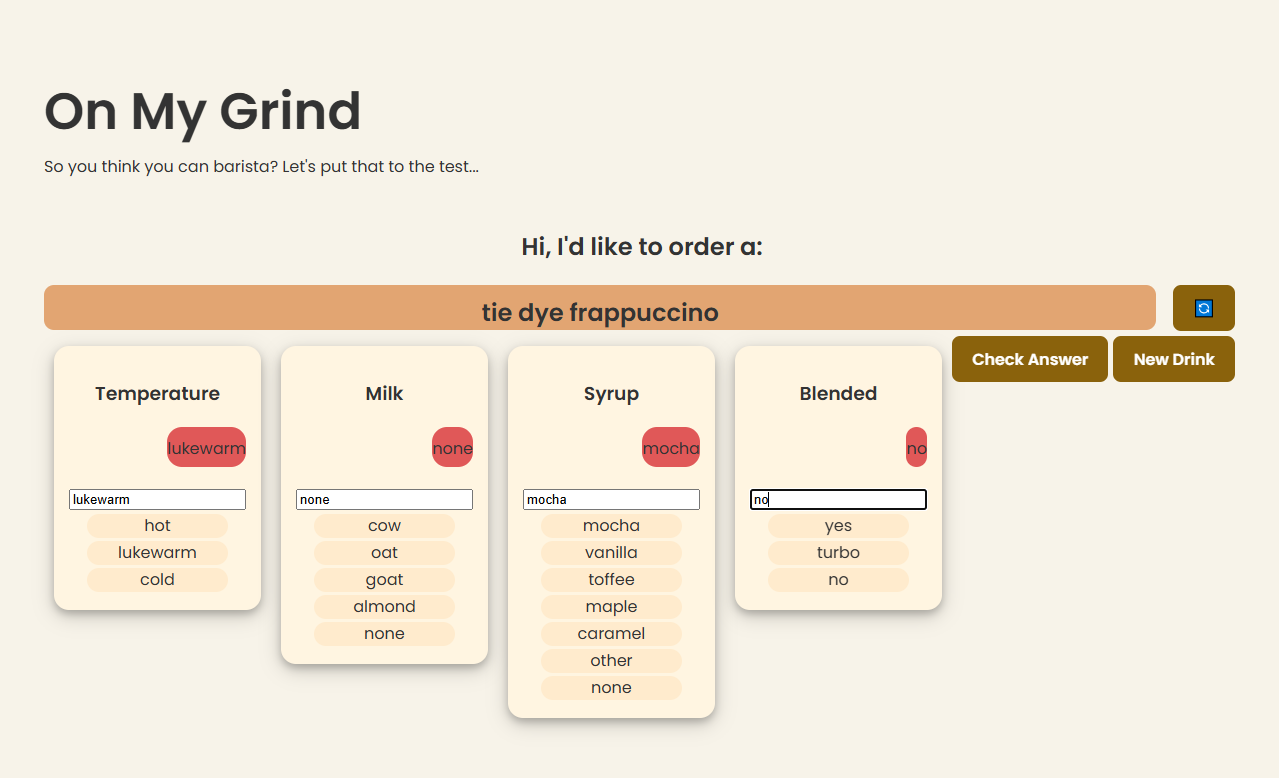 On My Grind
So you think you can barista? Let's put that to the test...
Hi, I'd like to order a:
tie dye frappuccino
Check Answer
New Drink
Temperature
lukewarm
lukewarm
hot
lukewarm
cold
Milk
none
none
cow
oat
goat
almond
none
Syrup
mocha
mocha
mocha
vanilla
toffee
maple
caramel
other
none
Blended
no
no
yes
turbo
no